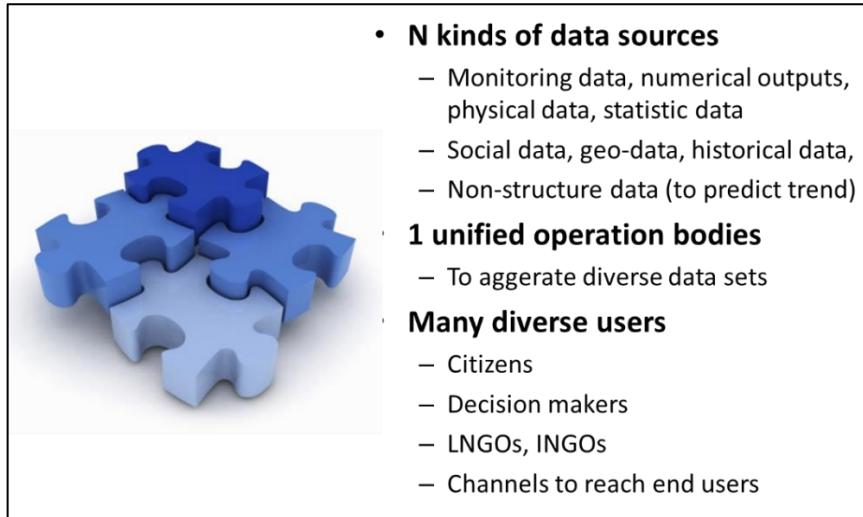 • N kinds of data sources
– Monitoring data, numerical outputs,
physical data, statistic data
– Social data, geo-data, historical data,
– Non-structure data (to predict trend)
• 1 unified operation bodies
– To aggerate diverse data sets
• Many diverse users
– Citizens
– Decision makers
– LNGOs, INGOs
– Channels to reach end users